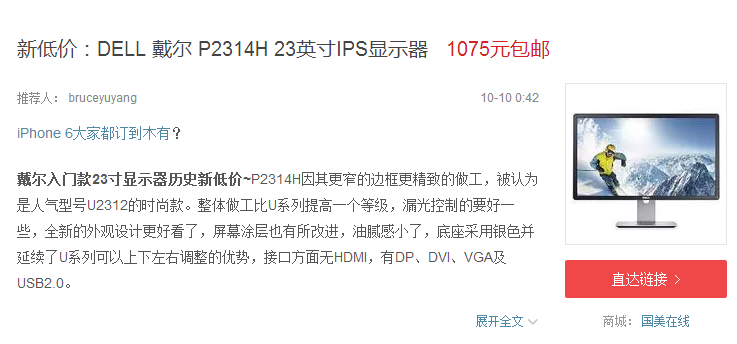 新低价：DELL 戴尔 P2314H 23英寸IPS显示器 1075元包邮
推荐人： bruceyuyang 10-10 0:42
iPhone 6大家都订到木有？
戴尔入门款23寸显示器历史新低价~P2314H因其更窄的边框更精致的做工，被认为
是人气型号U2312的时尚款。整体做工比U系列提高一个等级，漏光控制的要好一
些，全新的外观设计更好看了，屏幕涂层也有所改进，油腻感小了，底座采用银色并
延续了U系列可以上下左右调整的优势，接口方面无HDMI，有DP、DVI、VGA及
USB2.0。
展开全文
直达链接
商城： 国美在线